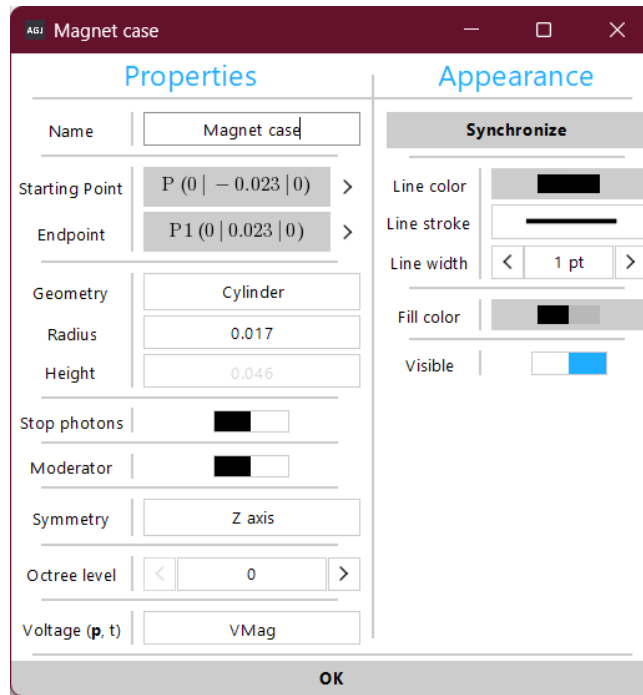 AGJ Magnet case
Properties
Name Magnet case
Starting Point P (0 | − 0.023 | 0)
Endpoint P1 (0 | 0.023 | 0)
Geometry Cylinder
Radius 0.017
Height 0.046
Stop photons
Moderator
Symmetry Z axis
Octree level 0
Voltage (p, t) VMag
Appearance
Synchronize
Line color
Line stroke
Line width 1 pt
Fill color
Visible
OK